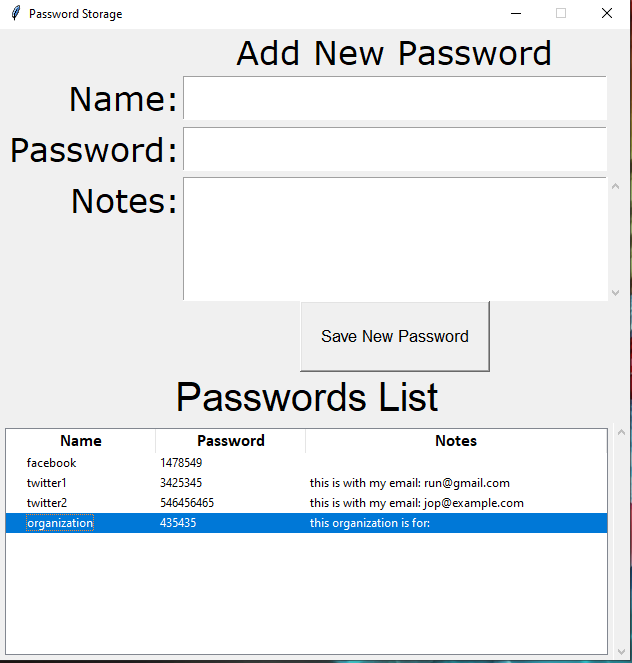 Password Storage
Add New Password
Name:
Password:
Notes:
Save New Password
Passwords List
Name Password Notes
facebook 1478549
twitter1 3425345 this is with my email: run@gmail.com
twitter2 546456465 this is with my email: jop@example.com
organization 435435 this organization is for: